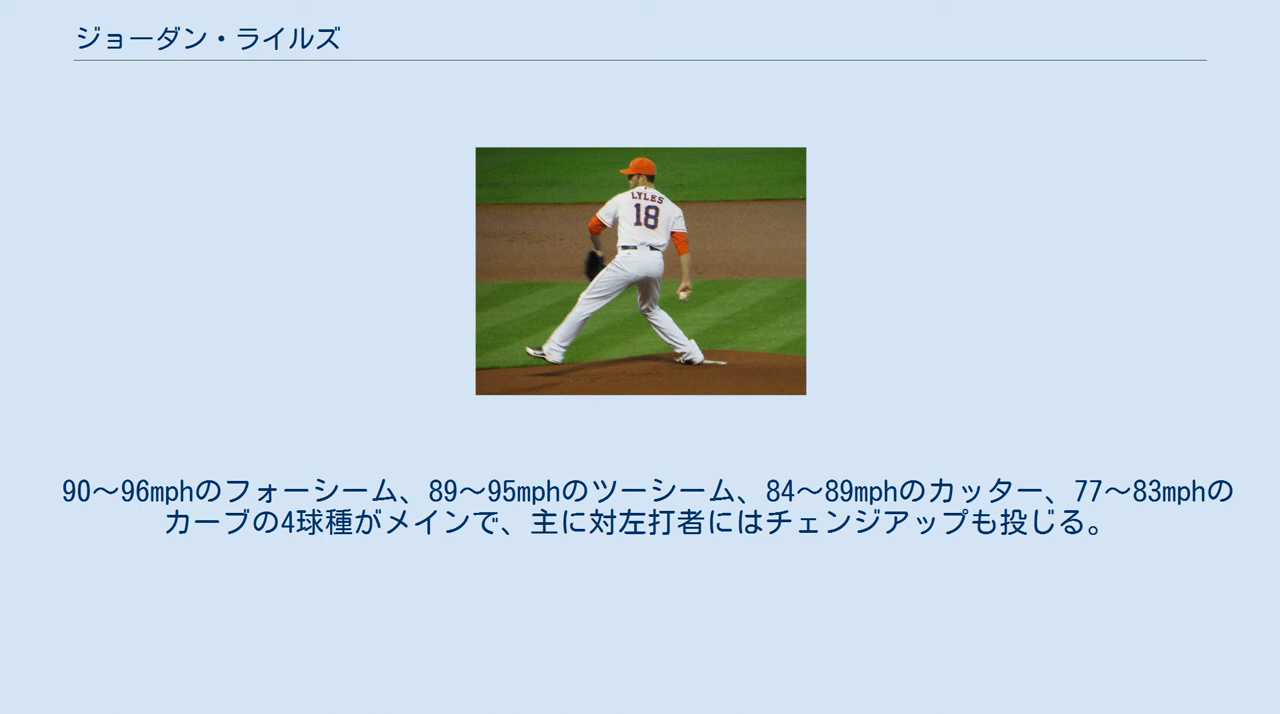 ジョーダン・ライルズ
LYLES
18
90〜96mphのフォーシーム、89〜95mphのツーシーム、84〜89mphのカッター、77〜83mphの
カーブの4球種がメインで、主に対左打者にはチェンジアップも投じる。